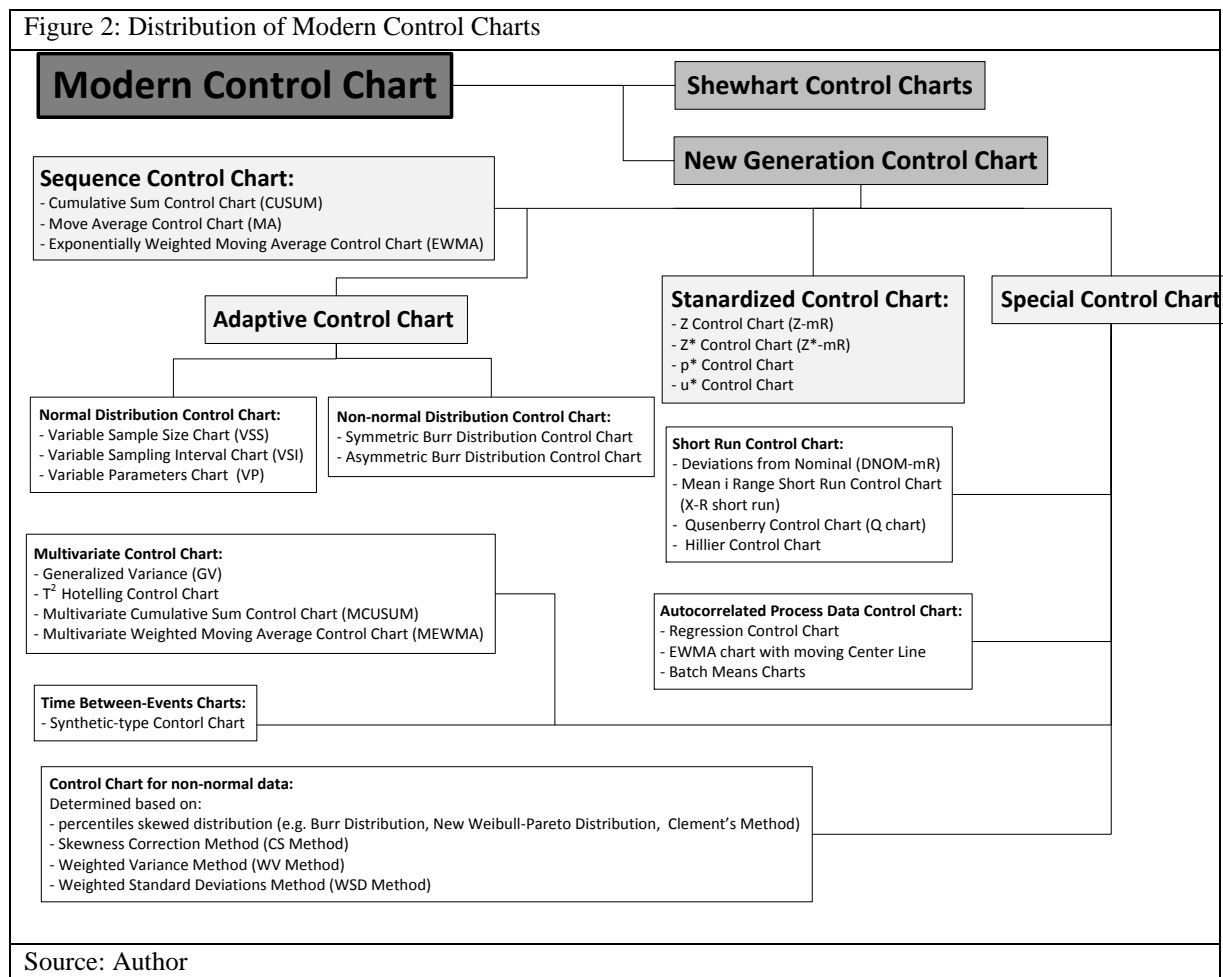 Figure 2: Distribution of Modern Control Charts
Modern Control Chart
Shewhart Control Charts
New Generation Control Chart
Sequence Control Chart:
- Cumulative Sum Control Chart (CUSUM)
- Move Average Control Chart (MA)
- Exponentially Weighted Moving Average Control Chart (EWMA)
Adaptive Control Chart
Stanardized Control Chart:
- Z Control Chart (Z-mR)
- Z* Control Chart (Z*-mR)
- p* Control Chart
- u* Control Chart
Special Control Chart
Normal Distribution Control Chart:
- Variable Sample Size Chart (VSS)
- Variable Sampling Interval Chart (VSI)
- Variable Parameters Chart (VP)
Non-normal Distribution Control Chart:
- Symmetric Burr Distribution Control Chart
- Asymmetric Burr Distribution Control Chart
Short Run Control Chart:
- Deviations from Nominal (DNOM-mR)
- Mean i Range Short Run Control Chart
(X-R short run)
- Qusenberry Control Chart (Q chart)
- Hillier Control Chart
Multivariate Control Chart:
- Generalized Variance (GV)
- T² Hotelling Control Chart
- Multivariate Cumulative Sum Control Chart (MCUSUM)
- Multivariate Weighted Moving Average Control Chart (MEWMA)
Autocorrelated Process Data Control Chart:
- Regression Control Chart
- EWMA chart with moving Center Line
- Batch Means Charts
Time Between-Events Charts:
- Synthetic-type Contorl Chart
Control Chart for non-normal data:
Determined based on:
- percentiles skewed distribution (e.g. Burr Distribution, New Weibull-Pareto Distribution, Clement's Method)
- Skewness Correction Method (CS Method)
- Weighted Variance Method (WV Method)
- Weighted Standard Deviations Method (WSD Method)
Source: Author